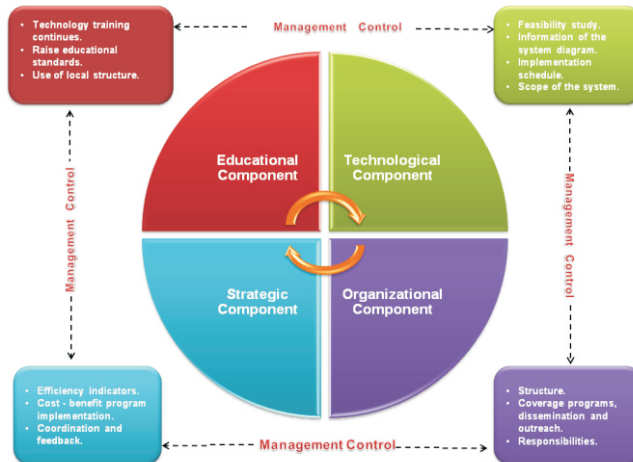 Management Control
• Technology training
continues.
• Raise educational
standards.
• Use of local structure.
• Feasibility study.
• Information of the
system diagram.
• Implementation
schedule.
• Scope of the system.
Educational
Component
Technological
Component
Management Control
Management Control
Strategic
Component
Organizational
Component
• Efficiency indicators.
• Cost - benefit program
implementation.
• Coordination and
feedback.
• Structure.
• Coverage programs,
dissemination and
outreach.
• Responsibilities.
Management Control